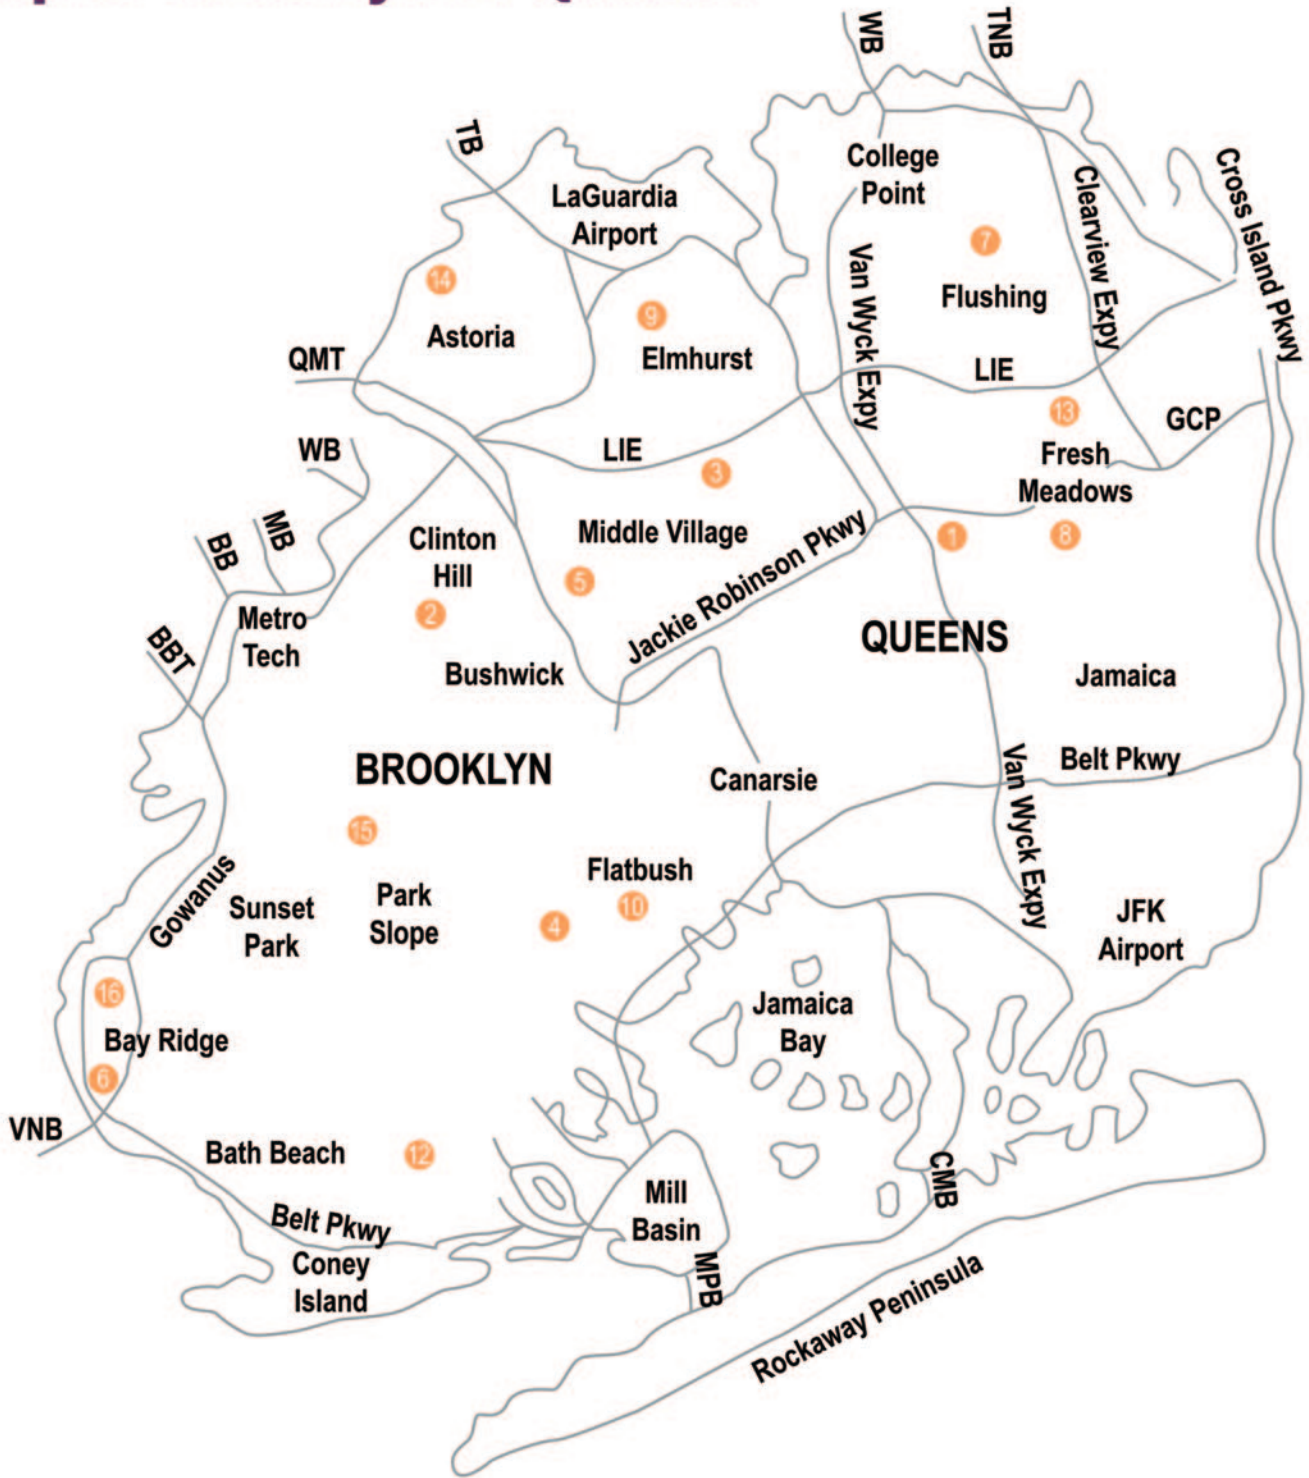 WB
TNB
TB
College
Point
LaGuardia
Airport
Cross Island Pkwy
Clearview Expy
7
Van Wyck Expy
14
Flushing
9
Astoria
Elmhurst
QMT
LIE
13
GCP
WB
LIE
Fresh
Meadows
3
MB
BB
Clinton
Hill
Middle Village
Jackie Robinson Pkwy
1
8
5
2
Metro
Tech
BBT
QUEENS
Bushwick
Jamaica
BROOKLYN
Canarsie
Belt Pkwy
Van Wyck Expy
15
Flatbush
Gowanus
Sunset
Park
Park
Slope
4
10
JFK
Airport
16
Jamaica
Bay
Bay Ridge
6
VNB
Bath Beach
12
CMB
Mill
Basin
Belt Pkwy
Coney
Island
MPB
Rockaway Peninsula